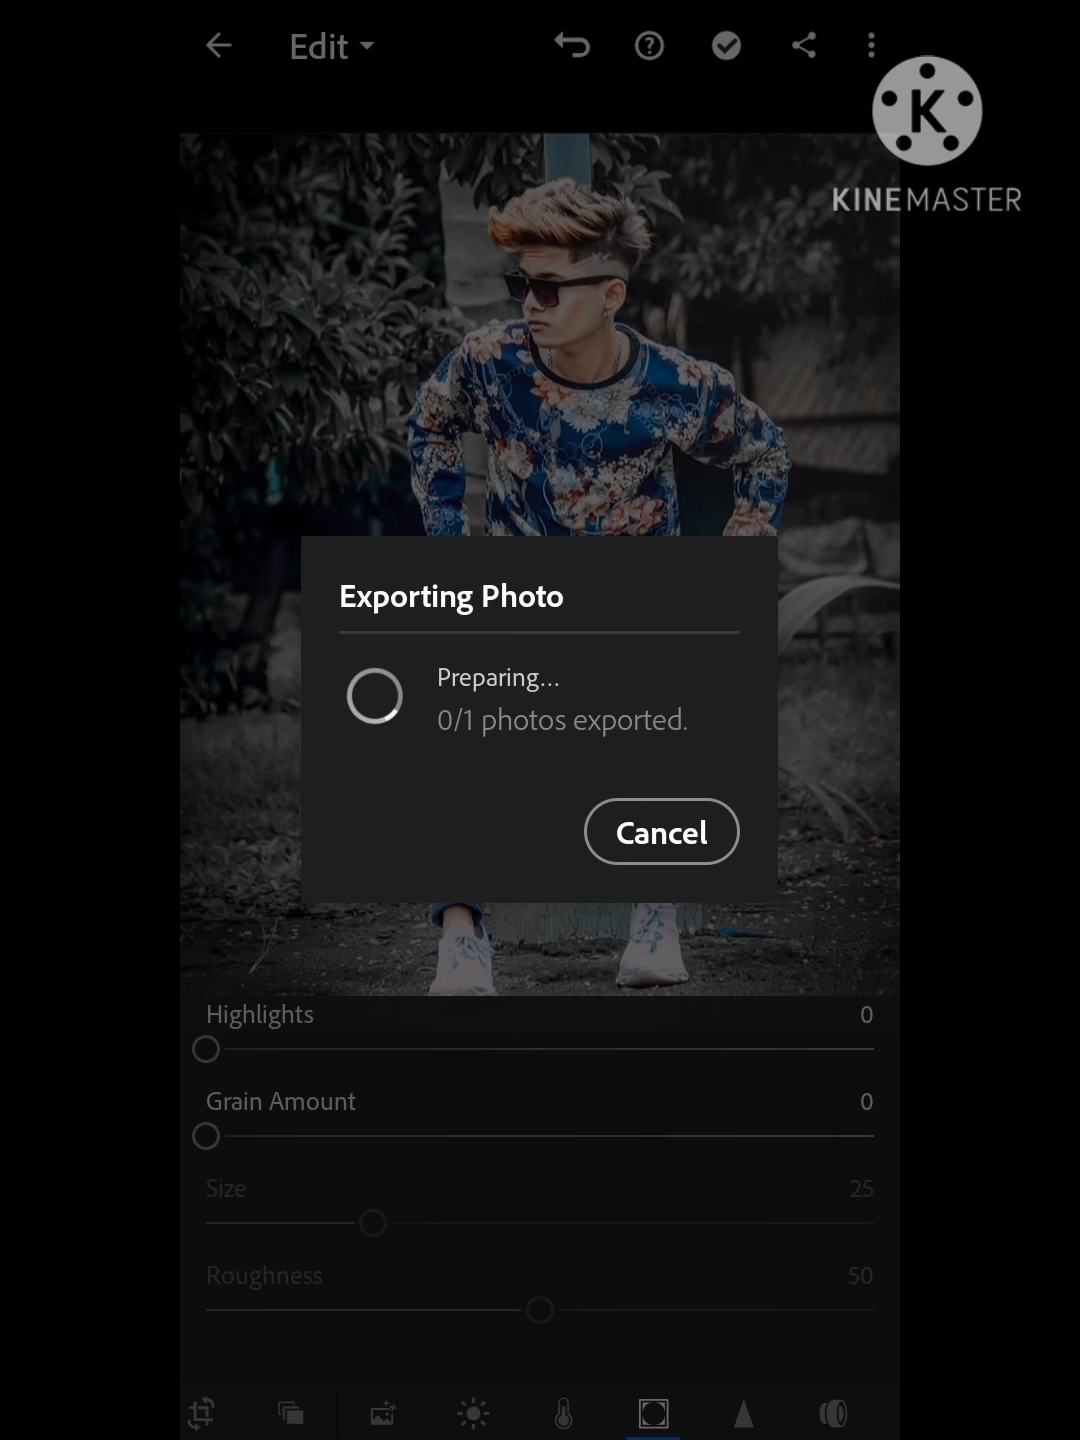 Edit
K
KINEMASTER
Exporting Photo
Preparing...
0/1 photos exported.
Cancel
Highlights 0
Grain Amount 0
Size 25
Roughness 50